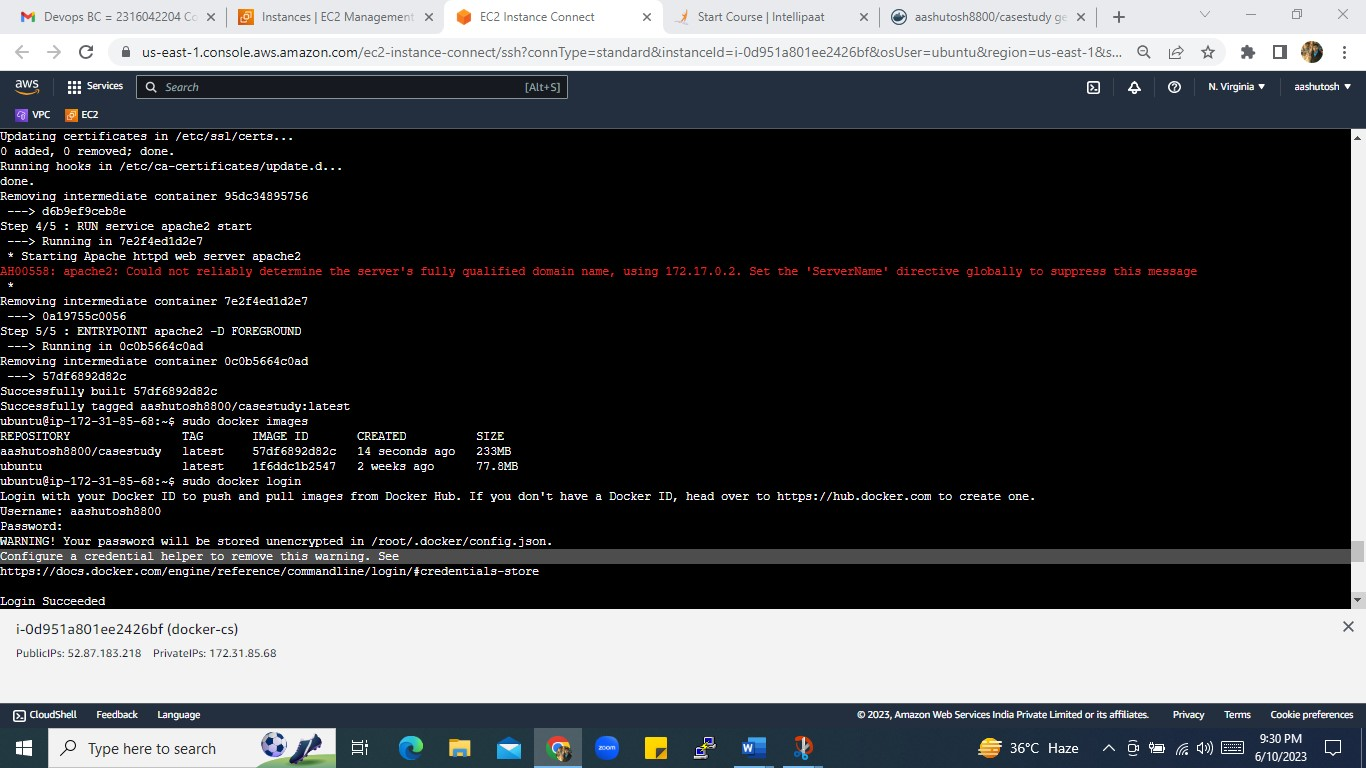 Devops BC = 2316042204 Co
Instances | EC2 Management
EC2 Instance Connect
Start Course | Intellipaat
aashutosh8800/casestudy ge
us-east-1.console.aws.amazon.com/ec2-instance-connect/ssh?connType=standard&instanceId=i-0d951a801ee2426bf&osUser=ubuntu&region=us-east-1&s...
aws Services Search [Alt+S] N. Virginia aashutosh
VPC EC2
Updating certificates in /etc/ssl/certs...
0 added, 0 removed; done.
Running hooks in /etc/ca-certificates/update.d...
done.
Removing intermediate container 95dc34895756
 ---> d6b9ef9ceb8e
Step 4/5 : RUN service apache2 start
 ---> Running in 7e2f4ed1d2e7
 * Starting Apache httpd web server apache2
AH00558: apache2: Could not reliably determine the server's fully qualified domain name, using 172.17.0.2. Set the 'ServerName' directive globally to suppress this message
 *
Removing intermediate container 7e2f4ed1d2e7
 ---> 0a19755c0056
Step 5/5 : ENTRYPOINT apache2 -D FOREGROUND
 ---> Running in 0c0b5664c0ad
Removing intermediate container 0c0b5664c0ad
 ---> 57df6892d82c
Successfully built 57df6892d82c
Successfully tagged aashutosh8800/casestudy:latest
ubuntu@ip-172-31-85-68:~$ sudo docker images
REPOSITORY TAG IMAGE ID CREATED SIZE
aashutosh8800/casestudy latest 57df6892d82c 14 seconds ago 233MB
ubuntu latest 1f6ddc1b2547 2 weeks ago 77.8MB
ubuntu@ip-172-31-85-68:~$ sudo docker login
Login with your Docker ID to push and pull images from Docker Hub. If you don't have a Docker ID, head over to https://hub.docker.com to create one.
Username: aashutosh8800
Password:
WARNING! Your password will be stored unencrypted in /root/.docker/config.json.
Configure a credential helper to remove this warning. See
https://docs.docker.com/engine/reference/commandline/login/#credentials-store
Login Succeeded
i-0d951a801ee2426bf (docker-cs)
PublicIPs: 52.87.183.218 PrivateIPs: 172.31.85.68
CloudShell Feedback Language © 2023, Amazon Web Services India Private Limited or its affiliates. Privacy Terms Cookie preferences
Type here to search
zoom
36°C Haze
9:30 PM
6/10/2023